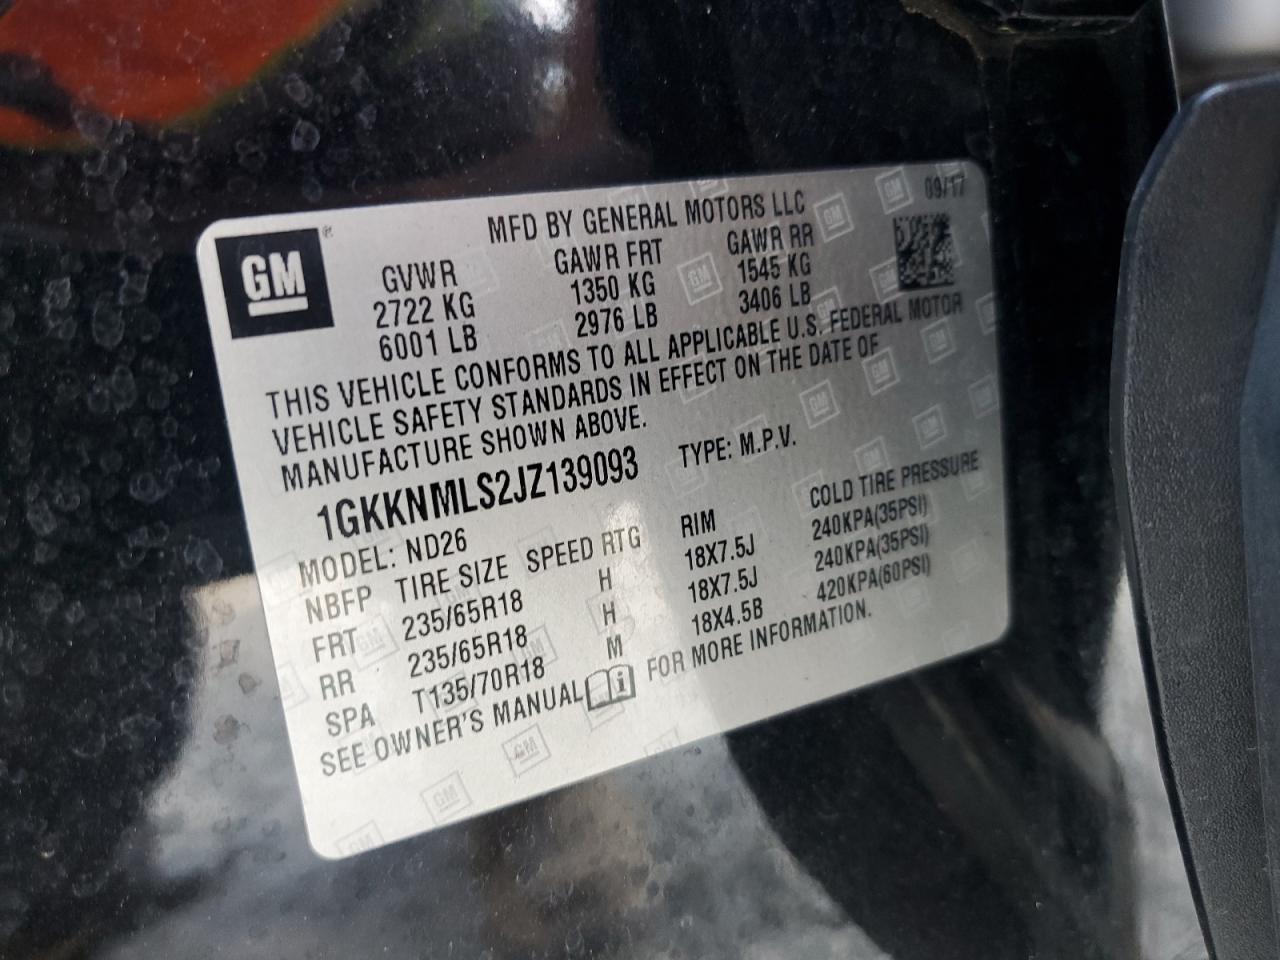 09/17
MFD BY GENERAL MOTORS LLC
GM ®
GVWR GAWR FRT GAWR RR
2722 KG 1350 KG 1545 KG
6001 LB 2976 LB 3406 LB
THIS VEHICLE CONFORMS TO ALL APPLICABLE U.S. FEDERAL MOTOR
VEHICLE SAFETY STANDARDS IN EFFECT ON THE DATE OF
MANUFACTURE SHOWN ABOVE.
1GKKNMLS2JZ139093 TYPE: M.P.V.
MODEL: ND26
NBFP TIRE SIZE SPEED RTG RIM COLD TIRE PRESSURE
FRT 235/65R18 H 18X7.5J 240KPA(35PSI)
RR 235/65R18 H 18X7.5J 240KPA(35PSI)
SPA T135/70R18 M 18X4.5B 420KPA(60PSI)
SEE OWNER'S MANUAL i FOR MORE INFORMATION.